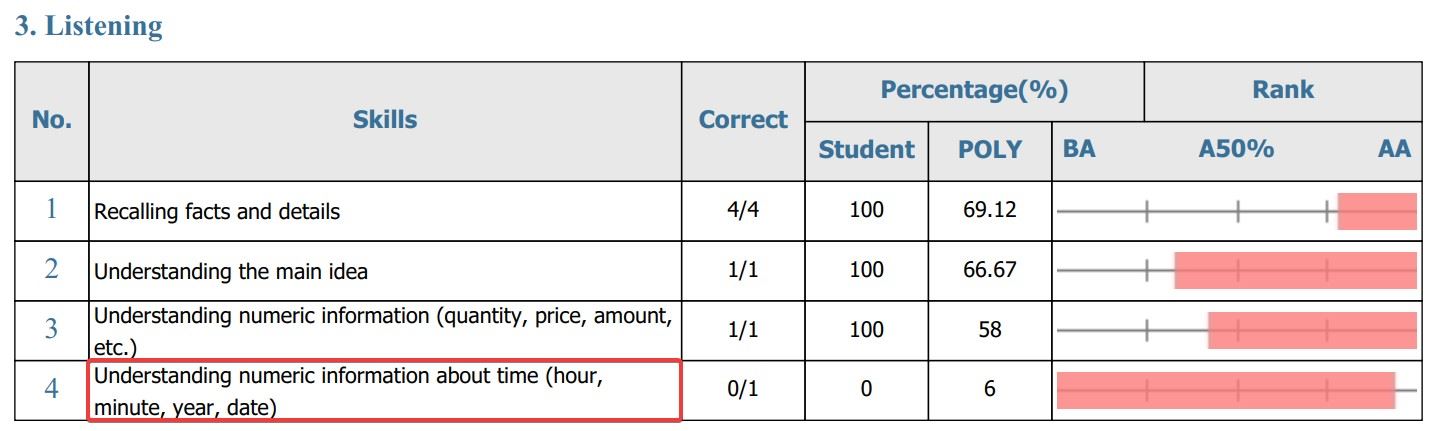 3. Listening
No. Skills Correct Percentage(%) Rank
Student POLY BA A50% AA
1 Recalling facts and details 4/4 100 69.12
2 Understanding the main idea 1/1 100 66.67
3 Understanding numeric information (quantity, price, amount,
etc.) 1/1 100 58
4 Understanding numeric information about time (hour,
minute, year, date) 0/1 0 6